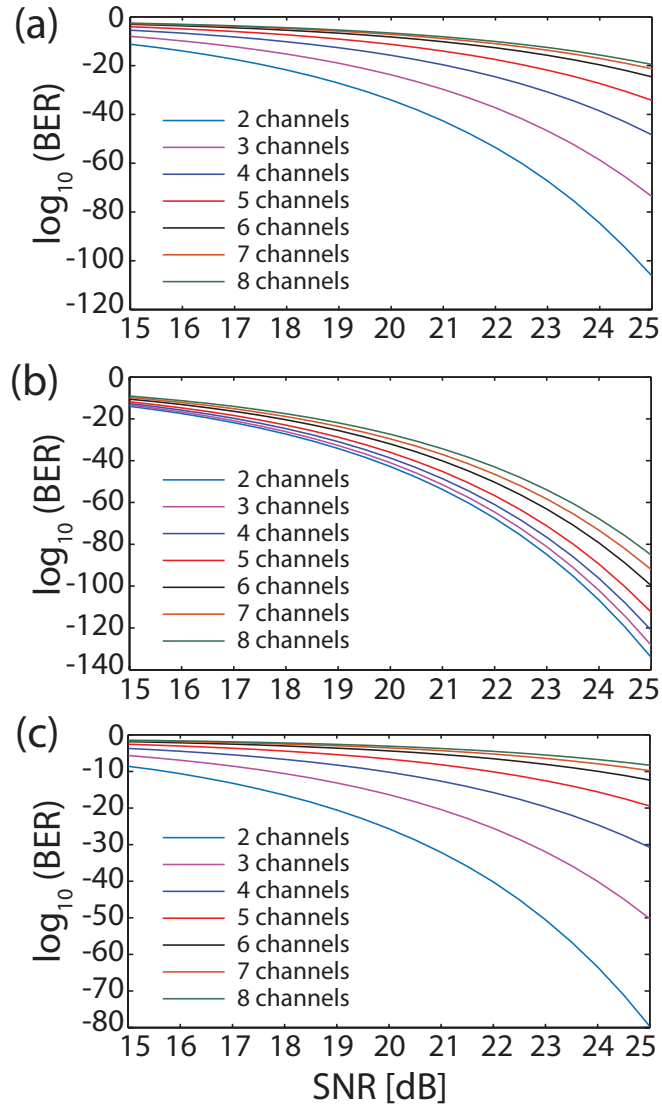 (a)
log₁₀ (BER)
0
-20
-40
-60
-80
-100
-120
2 channels
3 channels
4 channels
5 channels
6 channels
7 channels
8 channels
15 16 17 18 19 20 21 22 23 24 25
(b)
log₁₀ (BER)
0
-20
-40
-60
-80
-100
-120
-140
2 channels
3 channels
4 channels
5 channels
6 channels
7 channels
8 channels
15 16 17 18 19 20 21 22 23 24 25
(c)
log₁₀ (BER)
0
-10
-20
-30
-40
-50
-60
-70
-80
2 channels
3 channels
4 channels
5 channels
6 channels
7 channels
8 channels
15 16 17 18 19 20 21 22 23 24 25
SNR [dB]